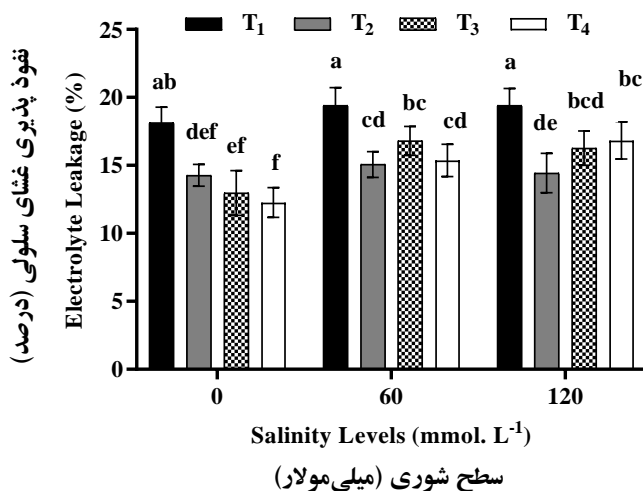 T₁ T₂ T₃ T₄
نفوذ پذیری غشای سلولی (درصد)
Electrolyte Leakage (%)
25
20
15
10
5
0
ab def ef f
a cd bc cd
a de bcd bc
0 60 120
Salinity Levels (mmol. L⁻¹)
سطح شوری (میلی‌مولار)